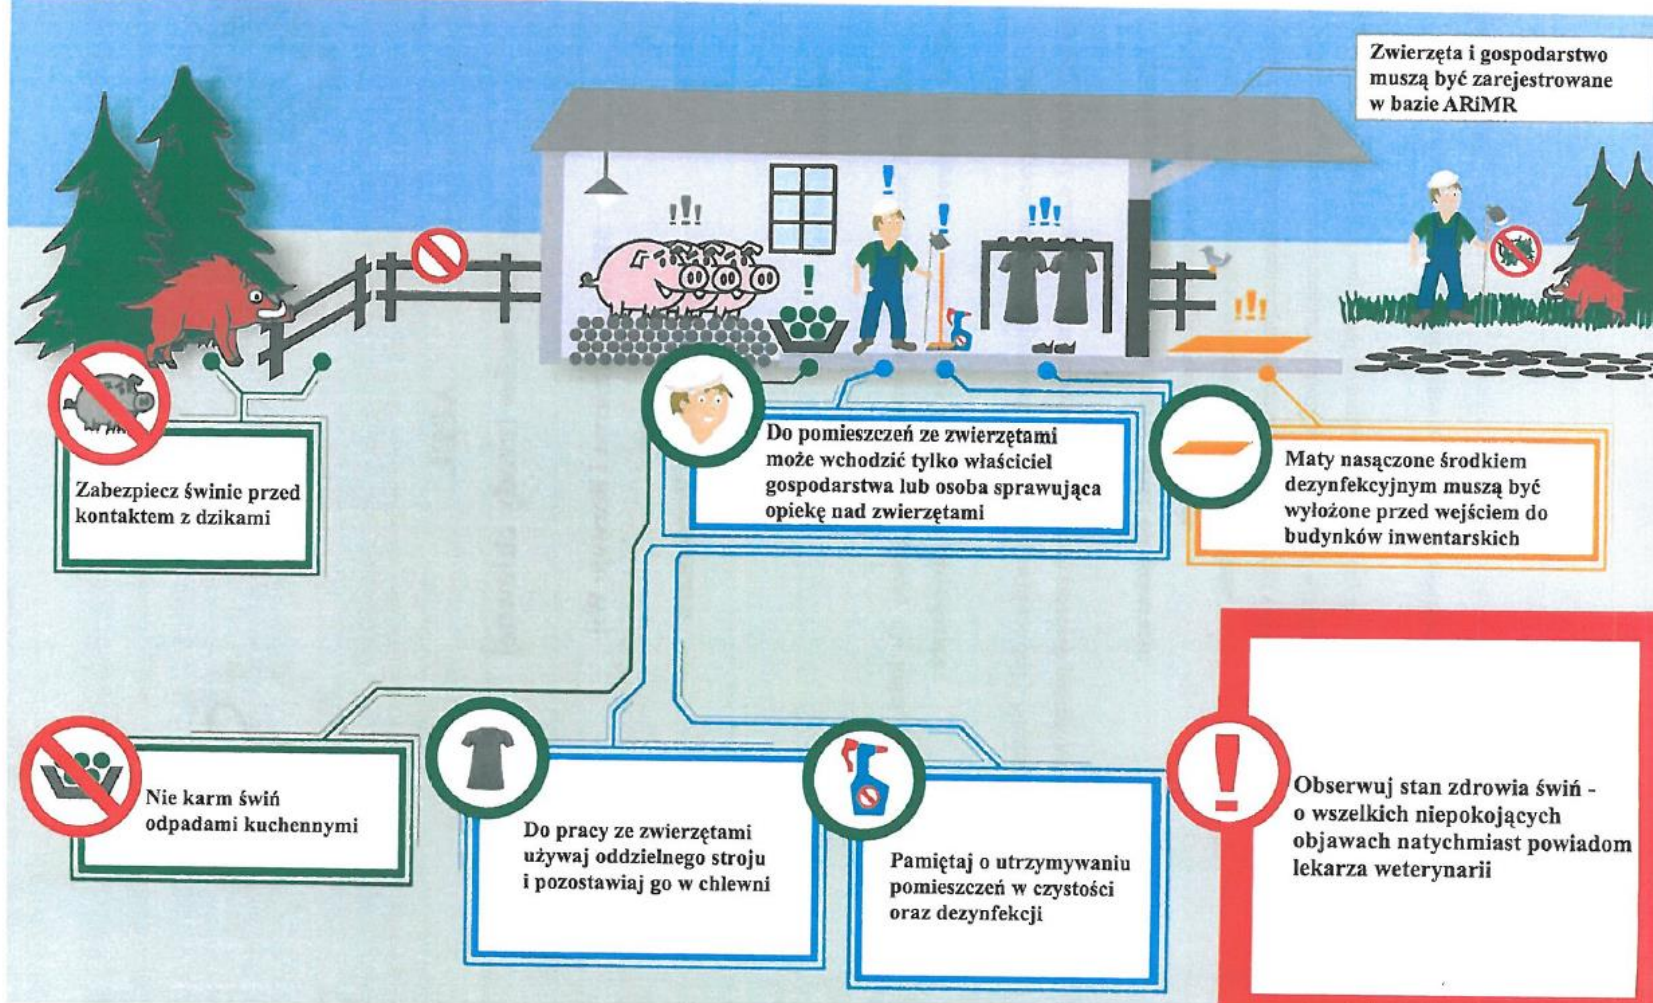 Zwierzęta i gospodarstwo
muszą być zarejestrowane
w bazie ARiMR
Zabezpiecz świnie przed
kontaktem z dzikami
Do pomieszczeń ze zwierzętami
może wchodzić tylko właściciel
gospodarstwa lub osoba sprawująca
opiekę nad zwierzętami
Maty nasączone środkiem
dezynfekcyjnym muszą być
wyłożone przed wejściem do
budynków inwentarskich
Nie karm świń
odpadami kuchennymi
Do pracy ze zwierzętami
używaj oddzielnego stroju
i pozostawiaj go w chlewni
Pamiętaj o utrzymywaniu
pomieszczeń w czystości
oraz dezynfekcji
Obserwuj stan zdrowia świń -
o wszelkich niepokojących
objawach natychmiast powiadom
lekarza weterynarii